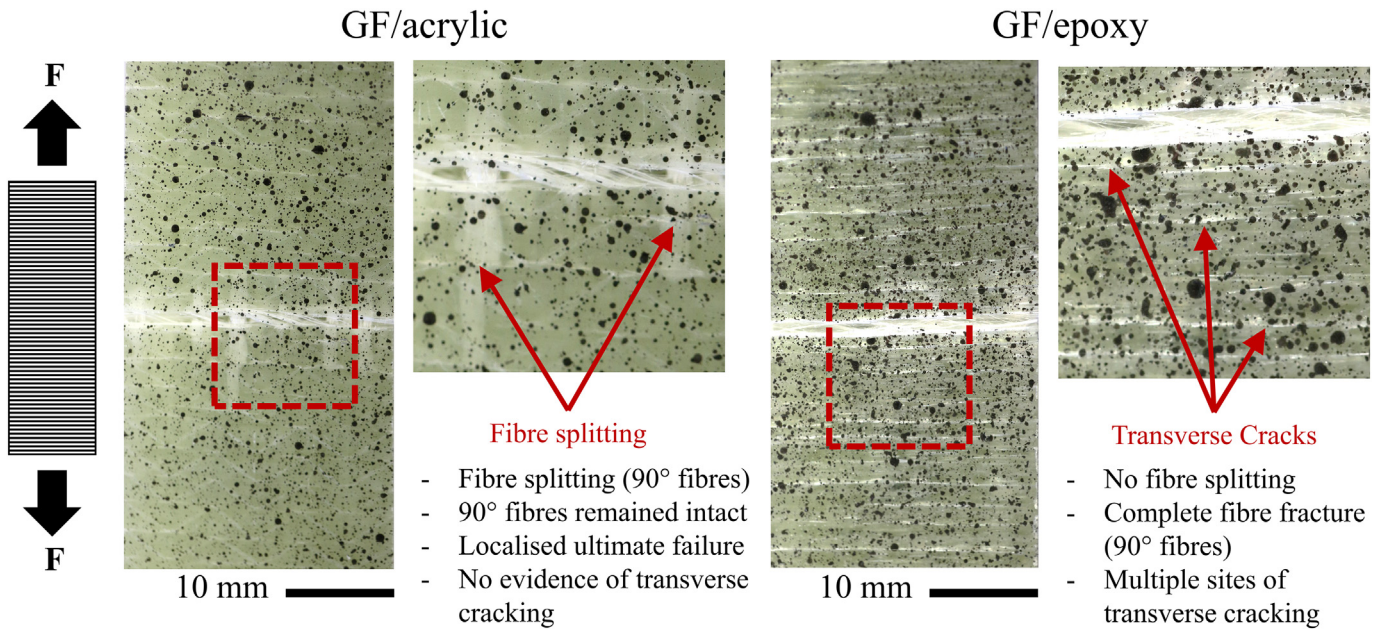 GF/acrylic
GF/epoxy
F
F
Fibre splitting
- Fibre splitting (90° fibres)
- 90° fibres remained intact
- Localised ultimate failure
- No evidence of transverse
cracking
10 mm
Transverse Cracks
- No fibre splitting
- Complete fibre fracture
(90° fibres)
- Multiple sites of
transverse cracking
10 mm